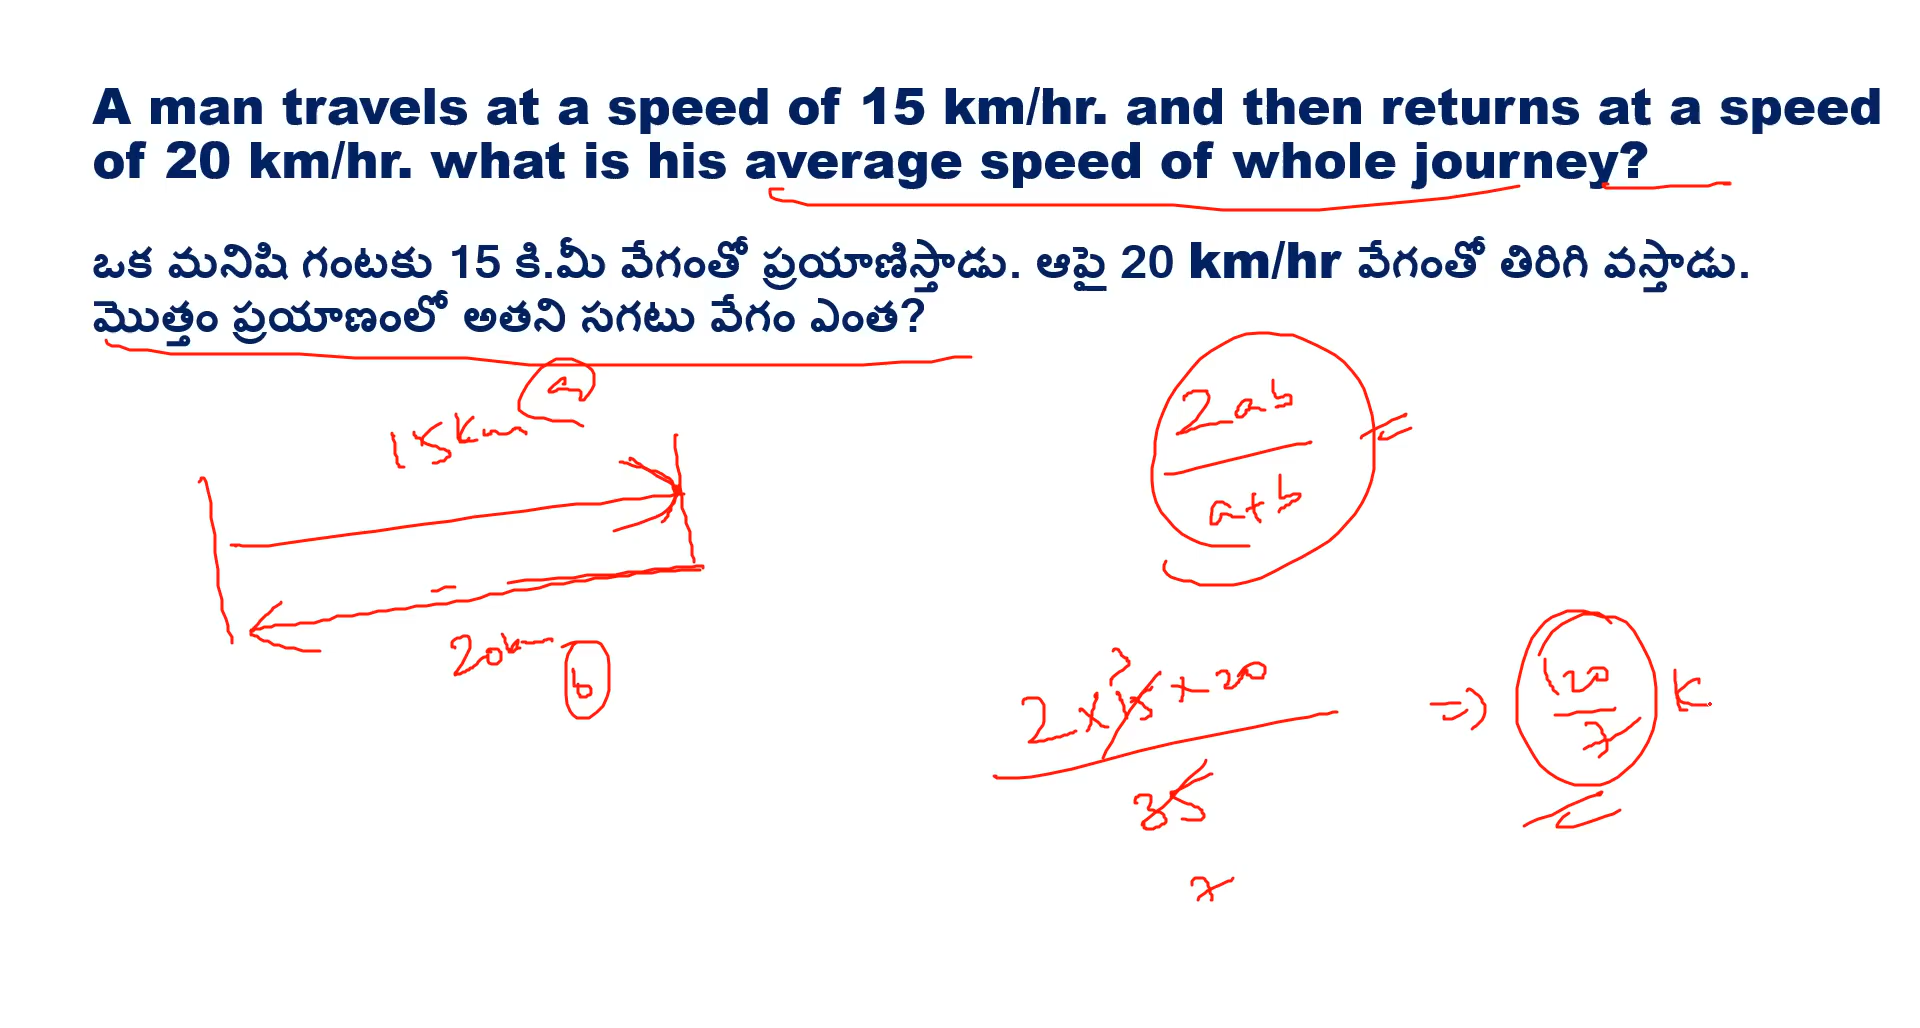 A man travels at a speed of 15 km/hr. and then returns at a speed
of 20 km/hr. what is his average speed of whole journey?
ఒక మనిషి గంటకు 15 కి.మీ వేగంతో ప్రయాణిస్తాడు. ఆపై 20 km/hr వేగంతో తిరిగి వస్తాడు.
మొత్తం ప్రయాణంలో అతని సగటు వేగం ఎంత?
a
15km
2ab
a+b
=
20km
b
3
2×15×20
35
7
⇒ 120 K
7